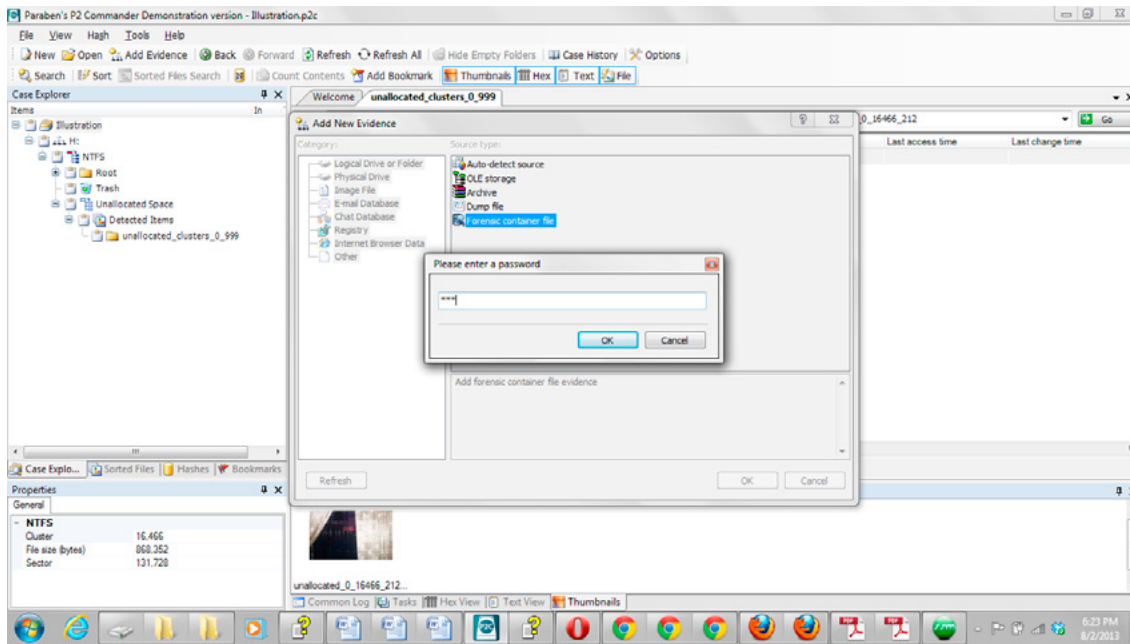 Paraben's P2 Commander Demonstration version - Illustration.p2c
File View Hash Tools Help
New Open Add Evidence Back Forward Refresh Refresh All Hide Empty Folders Case History Options
Search Sort Sorted Files Search Count Contents Add Bookmark Thumbnails Hex Text File
Case Explorer
Welcome unallocated_clusters_0_999
Items In
Illustration
H:
NTFS
Root
Trash
Unallocated Space
Detected Items
unallocated_clusters_0_999
_0_16466_212 Go
Last access time Last change time
Add New Evidence
Category: Source type:
Logical Drive or Folder
Physical Drive
Image File
E-mail Database
Chat Database
Registry
Internet Browser Data
Other
Auto-detect source
OLE storage
Archive
Dump file
Forensic container file
Please enter a password
***
OK Cancel
Add forensic container file evidence
Refresh OK Cancel
Case Explo... Sorted Files Hashes Bookmarks
Properties
General
NTFS
Cluster 16.466
File size (bytes) 868.352
Sector 131.728
unallocated_0_16466_212...
Common Log Tasks Hex View Text View Thumbnails
6:23 PM
8/2/2013